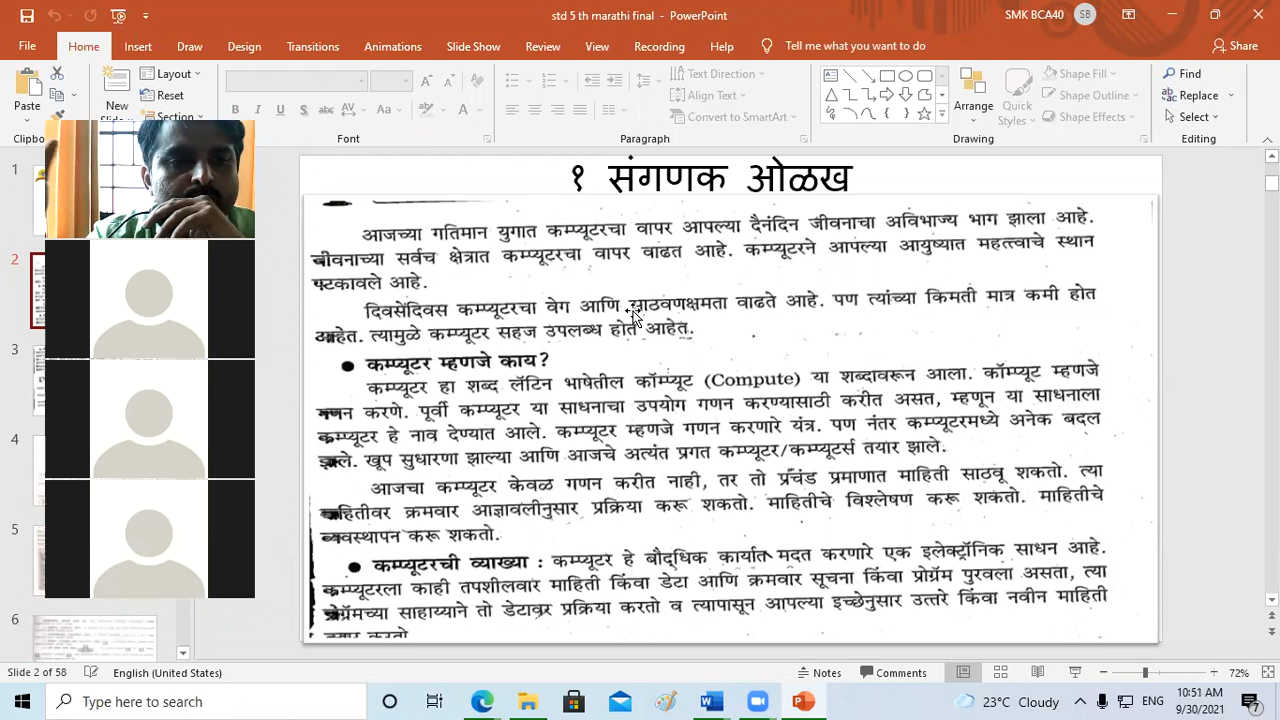 std 5 th marathi final - PowerPoint
SMK BCA40
SB
File Home Insert Draw Design Transitions Animations Slide Show Review View Recording Help Tell me what you want to do Share
Paste
New
Layout
Reset
Section
Aa
Text Direction
Align Text
Convert to SmartArt
Arrange
Quick
Styles
Shape Fill
Shape Outline
Shape Effects
Find
Replace
Select
Font
Paragraph
Drawing
Editing
1
2
3
4
5
6
१ संगणक ओळख
आजच्या गतिमान युगात कम्प्यूटरचा वापर आपल्या दैनंदिन जीवनाचा अविभाज्य भाग झाला आहे.
जीवनाच्या सर्वच क्षेत्रात कम्प्यूटरचा वापर वाढत आहे. कम्प्यूटरने आपल्या आयुष्यात महत्त्वाचे स्थान
पटकावले आहे.
दिवसेंदिवस कम्प्यूटरचा वेग आणि साठवणक्षमता वाढते आहे. पण त्यांच्या किमती मात्र कमी होत
आहेत. त्यामुळे कम्प्यूटर सहज उपलब्ध होत आहेत.
● कम्प्यूटर म्हणजे काय?
कम्प्यूटर हा शब्द लॅटिन भाषेतील कॉम्प्यूट (Compute) या शब्दावरून आला. कॉम्प्यूट म्हणजे
गणन करणे. पूर्वी कम्प्यूटर या साधनाचा उपयोग गणन करण्यासाठी करीत असत, म्हणून या साधनाला
कम्प्यूटर हे नाव देण्यात आले. कम्प्यूटर म्हणजे गणन करणारे यंत्र. पण नंतर कम्प्यूटरमध्ये अनेक बदल
झाले. खूप सुधारणा झाल्या आणि आजचे अत्यंत प्रगत कम्प्यूटर/कम्प्यूटर्स तयार झाले.
आजचा कम्प्यूटर केवळ गणन करीत नाही, तर तो प्रचंड प्रमाणात माहिती साठवू शकतो. त्या
माहितीवर क्रमवार आज्ञावलीनुसार प्रक्रिया करू शकतो. माहितीचे विश्लेषण करू शकतो. माहितीचे
व्यवस्थापन करू शकतो.
● कम्प्यूटरची व्याख्या : कम्प्यूटर हे बौद्धिक कार्यात मदत करणारे एक इलेक्ट्रॉनिक साधन आहे.
कम्प्यूटरला काही तपशीलवार माहिती किंवा डेटा आणि क्रमवार सूचना किंवा प्रोग्रॅम पुरवला असता, त्या
प्रोग्रॅमच्या साहाय्याने तो डेटावर प्रक्रिया करतो व त्यापासून आपल्या इच्छेनुसार उत्तरे किंवा नवीन माहिती
Slide 2 of 58
English (United States)
Notes
Comments
72%
Type here to search
23°C Cloudy
ENG
10:51 AM
9/30/2021
7